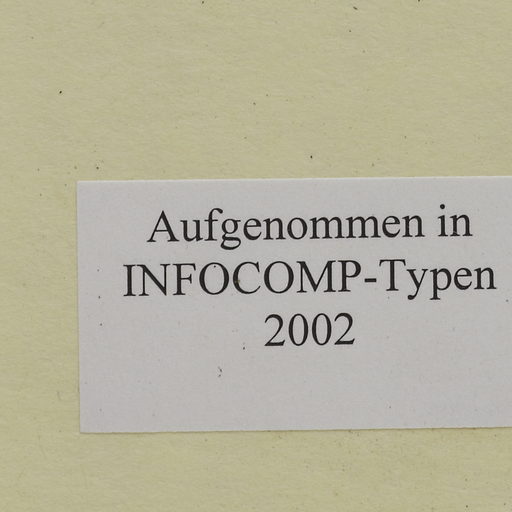 Aufgenommen in
INFOCOMP-Typen
2002